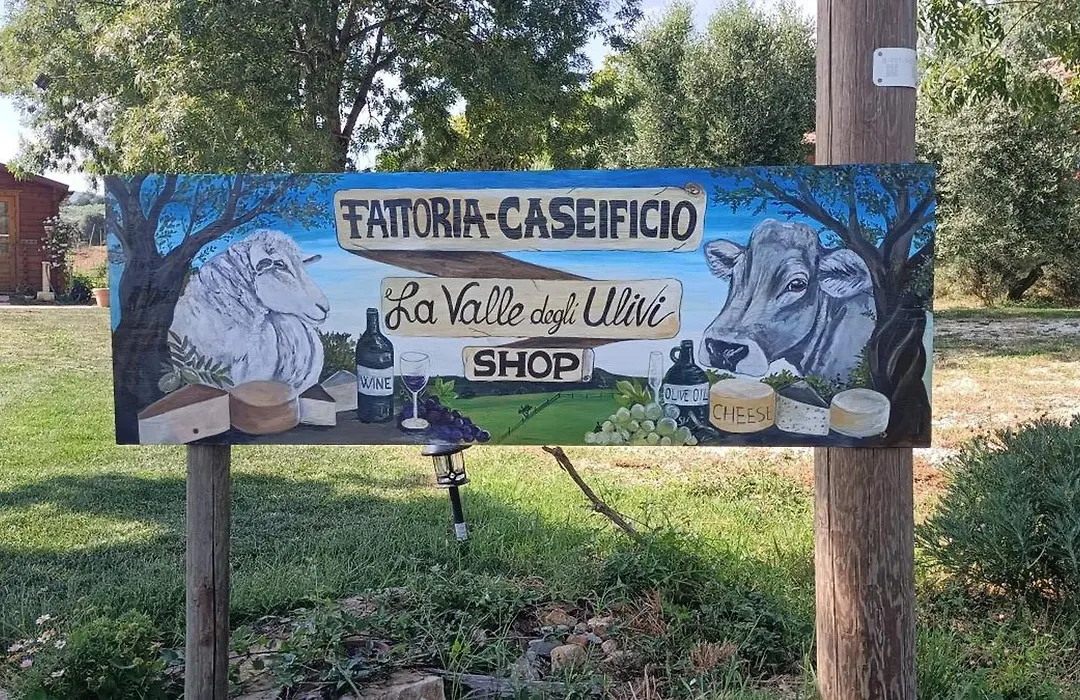 FATTORIA-CASEIFICIO
La Valle degli Ulivi
SHOP
WINE
OLIVE OIL
CHEESE